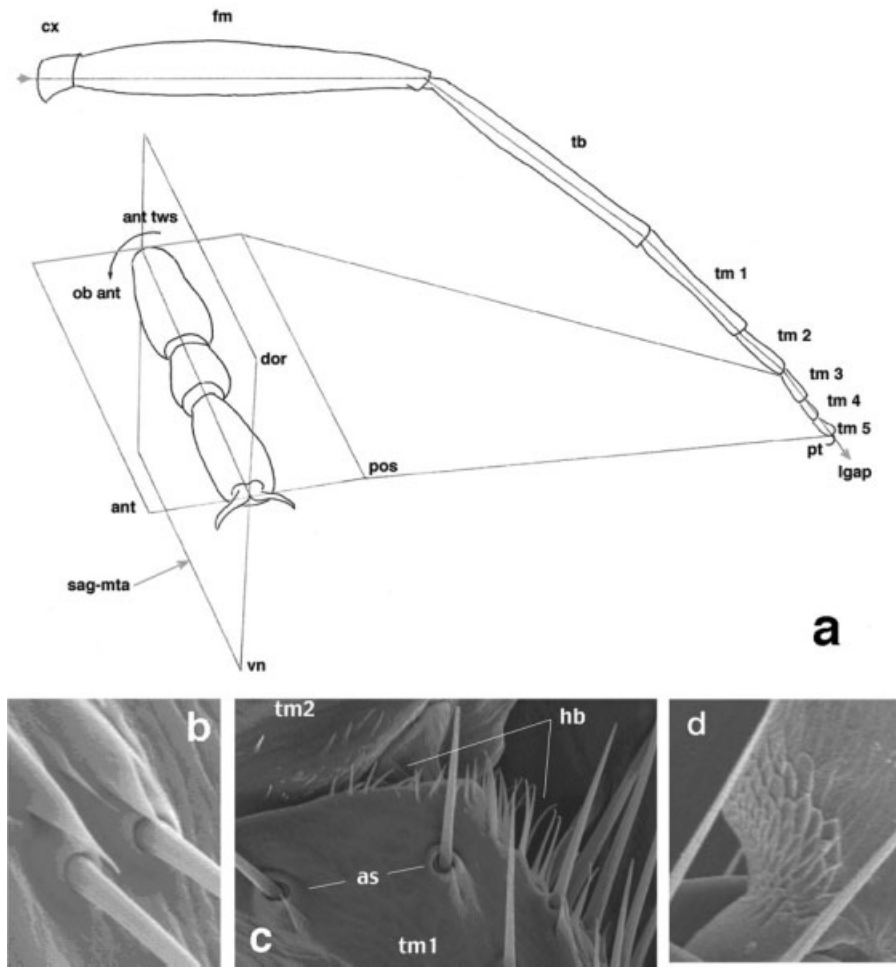 cx
fm
tb
ant tws
tm 1
ob ant
tm 2
dor
tm 3
tm 4
tm 5
pt
pos
lgap
ant
sag-mta
a
vn
b
tm2
hb
d
as
c
tm1